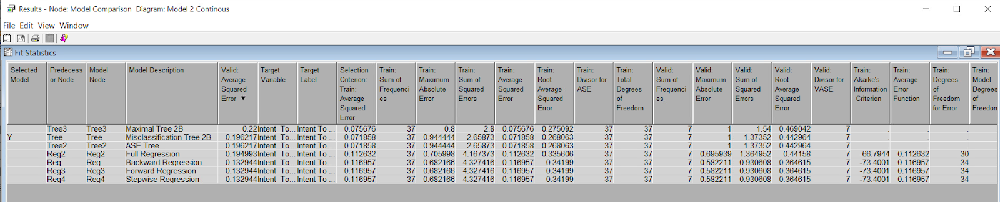 Results - Node: Model Comparison Diagram: Model 2 Continous
File Edit View Window
Fit Statistics
Selected Model | Predecess or Node | Model Node | Model Description | Valid: Average Squared Error ▼ | Target Variable | Target Label | Selection Criterion: Train: Average Squared Error | Train: Sum of Frequenci es | Train: Maximum Absolute Error | Train: Sum of Squared Errors | Train: Average Squared Error | Train: Root Average Squared Error | Train: Divisor for ASE | Train: Total Degrees of Freedom | Valid: Sum of Frequenci es | Valid: Maximum Absolute Error | Valid: Sum of Squared Errors | Valid: Root Average Squared Error | Valid: Divisor for VASE | Train: Akaike's Information Criterion | Train: Average Error Function | Train: Degrees of Freedom for Error | Train: Model Degrees of Freedom
Tree3 Tree3 Maximal Tree 2B 0.22 Intent To... Intent To ... 0.075676 37 0.8 2.8 0.075676 0.275092 37 37 7 1 1.54 0.469042 7 . . .
Y Tree Tree Misclassification Tree 2B 0.196217 Intent To... Intent To ... 0.071858 37 0.944444 2.65873 0.071858 0.268063 37 37 7 1 1.37352 0.442964 7 . . .
Tree2 Tree2 ASE Tree 0.196217 Intent To... Intent To ... 0.071858 37 0.944444 2.65873 0.071858 0.268063 37 37 7 1 1.37352 0.442964 7 . . .
Reg2 Reg2 Full Regression 0.194993 Intent To... Intent To ... 0.112632 37 0.705998 4.167373 0.112632 0.335606 37 37 7 0.695939 1.364952 0.44158 7 -66.7944 0.112632 30
Reg Reg Backward Regression 0.132944 Intent To... Intent To ... 0.116957 37 0.682166 4.327416 0.116957 0.34199 37 37 7 0.582211 0.930608 0.364615 7 -73.4001 0.116957 34
Reg3 Reg3 Forward Regression 0.132944 Intent To... Intent To ... 0.116957 37 0.682166 4.327416 0.116957 0.34199 37 37 7 0.582211 0.930608 0.364615 7 -73.4001 0.116957 34
Reg4 Reg4 Stepwise Regression 0.132944 Intent To... Intent To ... 0.116957 37 0.682166 4.327416 0.116957 0.34199 37 37 7 0.582211 0.930608 0.364615 7 -73.4001 0.116957 34